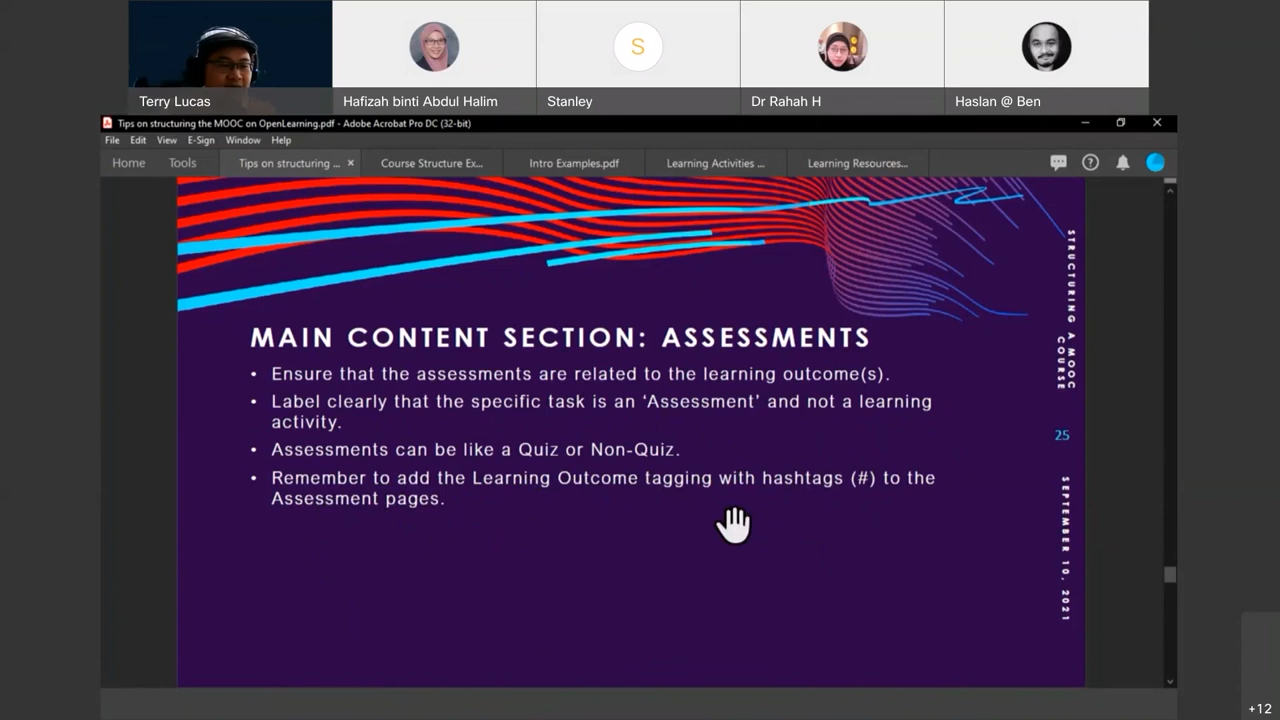 Terry Lucas
Hafizah binti Abdul Halim
S
Stanley
Dr Rahah H
Haslan @ Ben
Tips on structuring the MOOC on OpenLearning.pdf - Adobe Acrobat Pro DC (32-bit)
File Edit View E-Sign Window Help
Home Tools Tips on structuring ... × Course Structure Ex... Intro Examples.pdf Learning Activities ... Learning Resources...
MAIN CONTENT SECTION: ASSESSMENTS
• Ensure that the assessments are related to the learning outcome(s).
• Label clearly that the specific task is an ‘Assessment’ and not a learning
activity.
• Assessments can be like a Quiz or Non-Quiz.
• Remember to add the Learning Outcome tagging with hashtags (#) to the
Assessment pages.
STRUCTURING A MOOC
COURSE
25
SEPTEMBER 10, 2021
+12